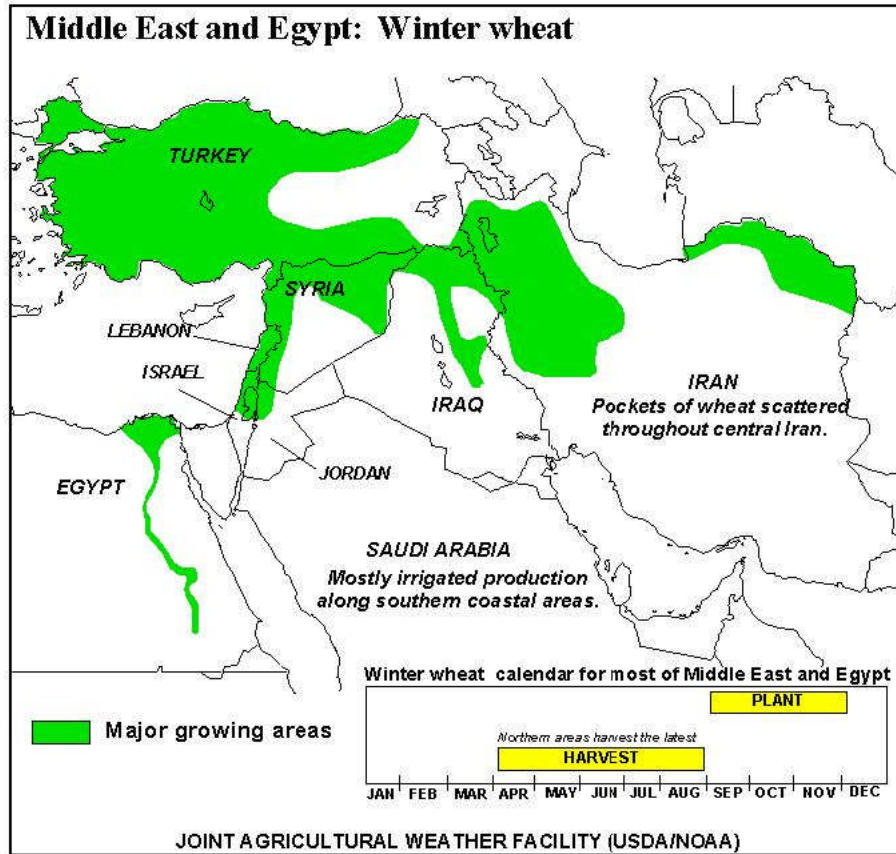 Middle East and Egypt: Winter wheat
TURKEY
SYRIA
LEBANON
ISRAEL
IRAQ
IRAN
Pockets of wheat scattered
throughout central Iran.
EGYPT
JORDAN
SAUDI ARABIA
Mostly irrigated production
along southern coastal areas.
Winter wheat calendar for most of Middle East and Egypt
PLANT
Major growing areas
Northern areas harvest the latest
HARVEST
JAN FEB MAR APR MAY JUN JUL AUG SEP OCT NOV DEC
JOINT AGRICULTURAL WEATHER FACILITY (USDA/NOAA)